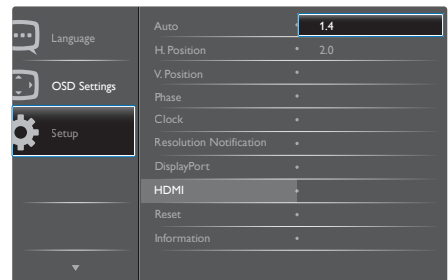 Language
OSD Settings
Setup
Auto
H. Position
V. Position
Phase
Clock
Resolution Notification
DisplayPort
HDMI
Reset
Information
1.4
2.0